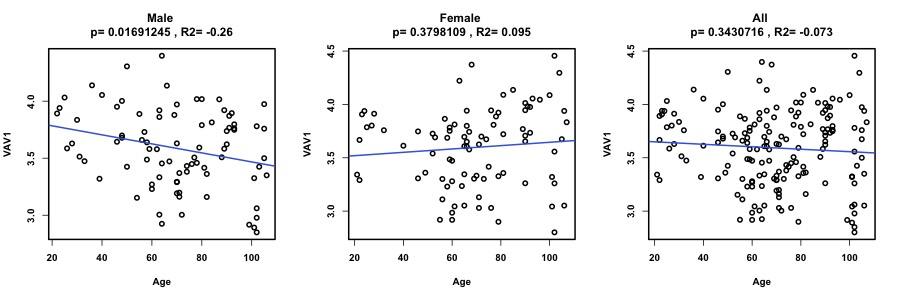 Male
p= 0.01691245 , R2= -0.26
VAV1
4.0
3.5
3.0
20 40 60 80 100
Age
Female
p= 0.3798109 , R2= 0.095
VAV1
4.5
4.0
3.5
3.0
20 40 60 80 100
Age
All
p= 0.3430716 , R2= -0.073
VAV1
4.5
4.0
3.5
3.0
20 40 60 80 100
Age